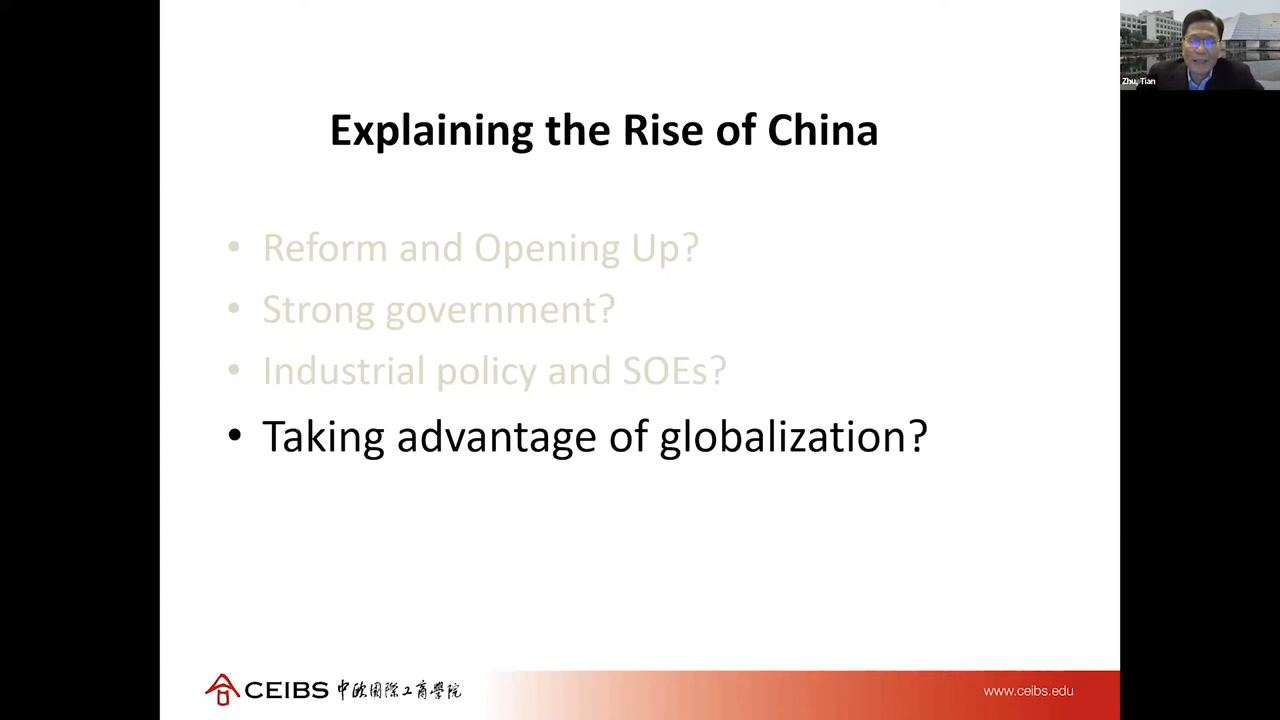 Zhu, Tian
Explaining the Rise of China
• Reform and Opening Up?
• Strong government?
• Industrial policy and SOEs?
• Taking advantage of globalization?
CEIBS 中欧国际工商学院
www.ceibs.edu